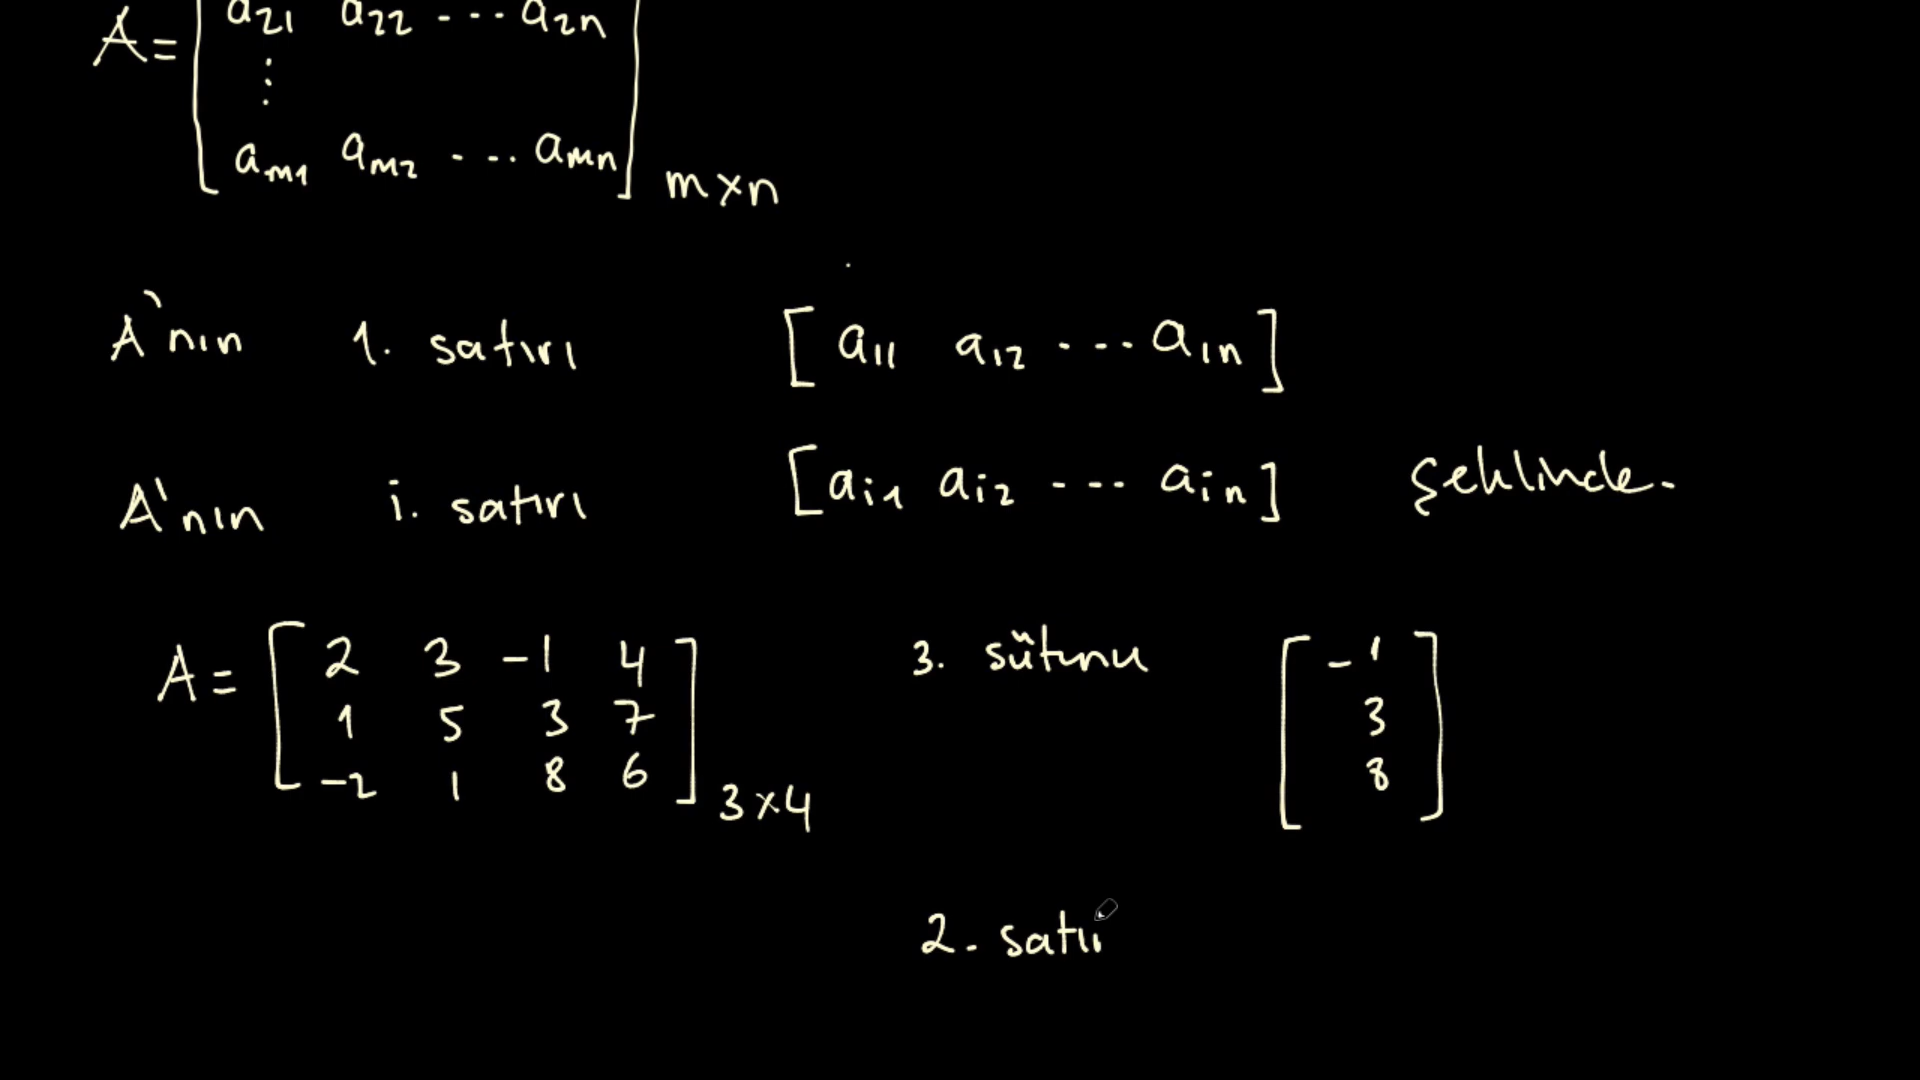 A = [ a21 a22 --- a2n
⋮
am1 am2 --- amn ] m×n
A'nın 1. satırı [ a11 a12 --- a1n ]
A'nın i. satırı [ ai1 ai2 --- ain ] şeklinde.
A = [ 2 3 -1 4
1 5 3 7
-2 1 8 6 ] 3×4
3. sütunu [ -1
3
8 ]
2. satı